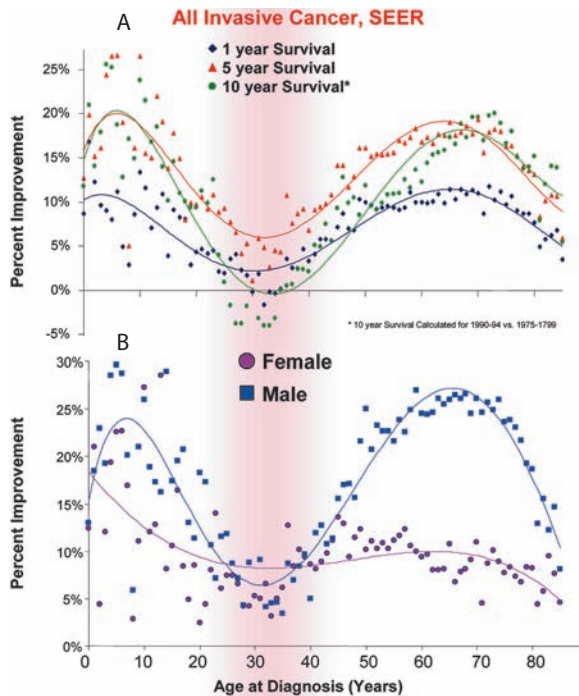 A
All Invasive Cancer, SEER
1 year Survival
5 year Survival
10 year Survival*
Percent Improvement
25%
20%
15%
10%
5%
0%
-5%
* 10 year Survival Calculated for 1990-94 vs. 1975-1799
B
Female
Male
Percent Improvement
30%
25%
20%
15%
10%
5%
0%
0 10 20 30 40 50 60 70 80
Age at Diagnosis (Years)